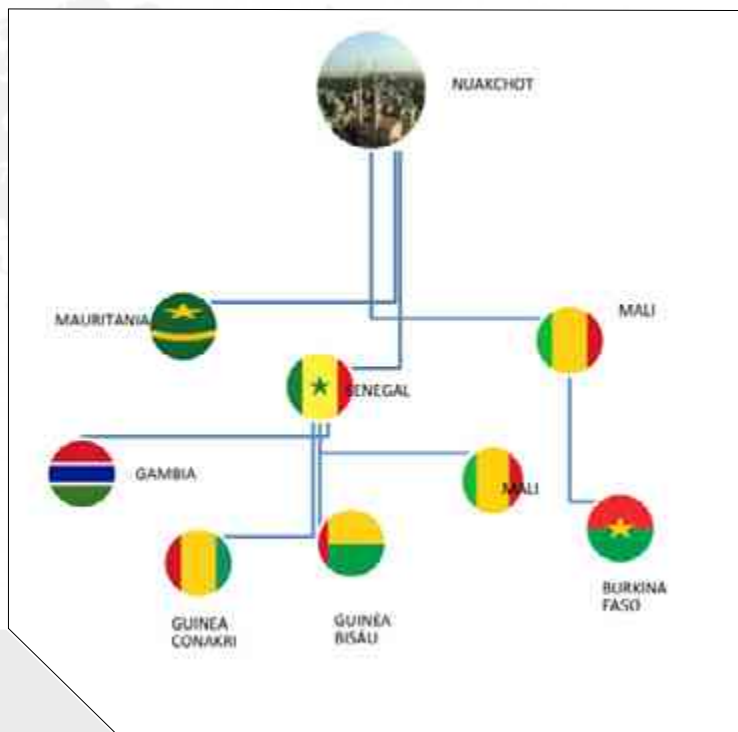 NUAKCHOT
MAURITANIA
MALI
SENEGAL
GAMBIA
MALI
GUINEA
CONAKRI
GUINEA
BISAU
BURKINA
FASO